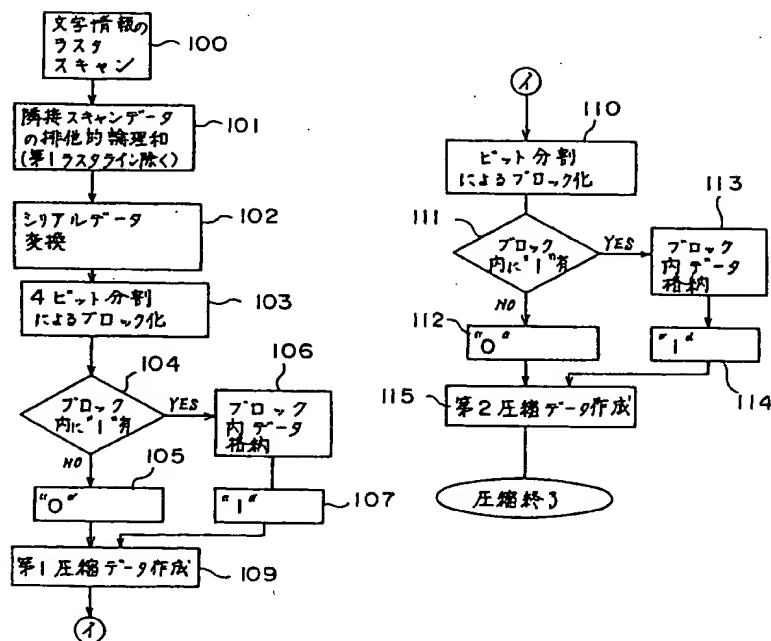 文字情報の
ラスタ
スキャン
100
隣接スキャンデータ
の排他的論理和
(第1ラスタライン除く)
101
シリアルデータ
変換
102
4ビット分割
によるブロック化
103
104
ブロック
内に"1"有
YES
NO
106
ブロック
内データ
格納
105
"0"
"1"
107
第1圧縮データ作成
109
イ
イ
110
ビット分割
によるブロック化
111
ブロック
内に"1"有
YES
NO
113
ブロック
内データ
格納
112
"0"
"1"
114
115
第2圧縮データ作成
圧縮終了